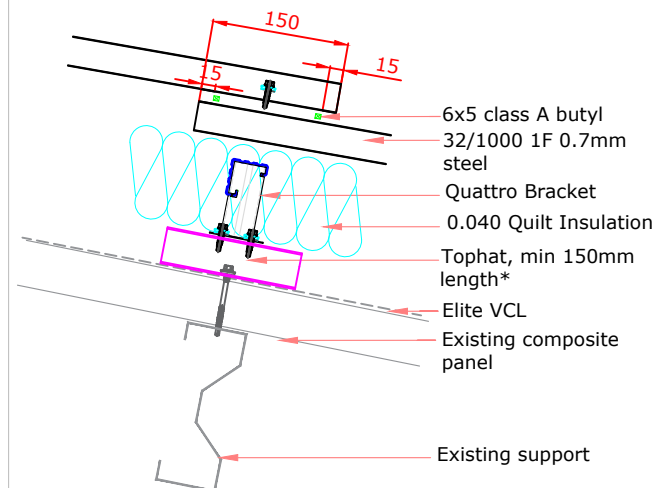 150
15
15
6x5 class A butyl
32/1000 1F 0.7mm
steel
Quattro Bracket
0.040 Quilt Insulation
Tophat, min 150mm
length*
Elite VCL
Existing composite
panel
Existing support